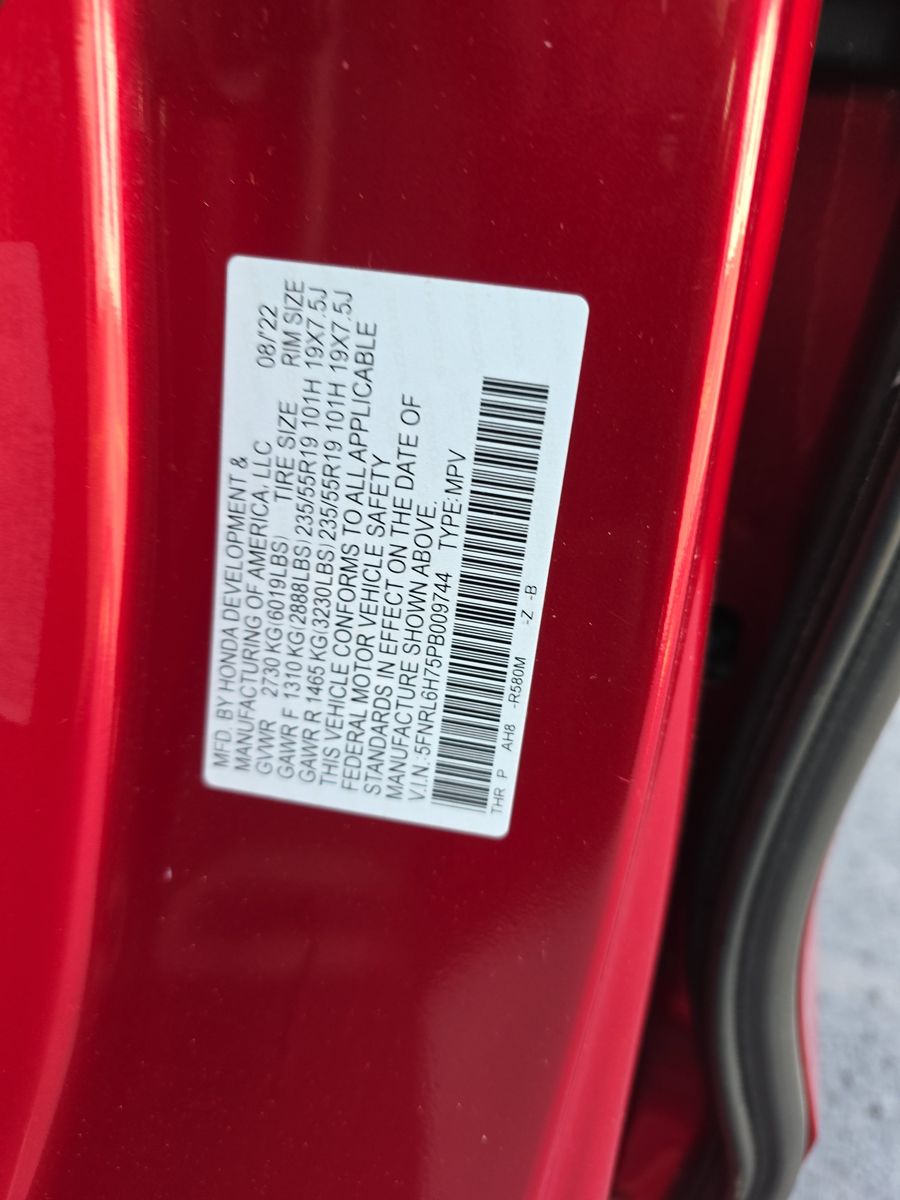 MFD. BY HONDA DEVELOPMENT &
MANUFACTURING OF AMERICA, LLC 08/'22
GVWR 2730 KG(6019LBS) TIRE SIZE RIM SIZE
GAWR F 1310 KG(2888LBS) 235/55R19 101H 19X7.5J
GAWR R 1465 KG(3230LBS) 235/55R19 101H 19X7.5J
THIS VEHICLE CONFORMS TO ALL APPLICABLE
FEDERAL MOTOR VEHICLE SAFETY
STANDARDS IN EFFECT ON THE DATE OF
MANUFACTURE SHOWN ABOVE.
V.I.N.:5FNRL6H75PB009744 TYPE:MPV
THR P AH8 -R580M -Z -B